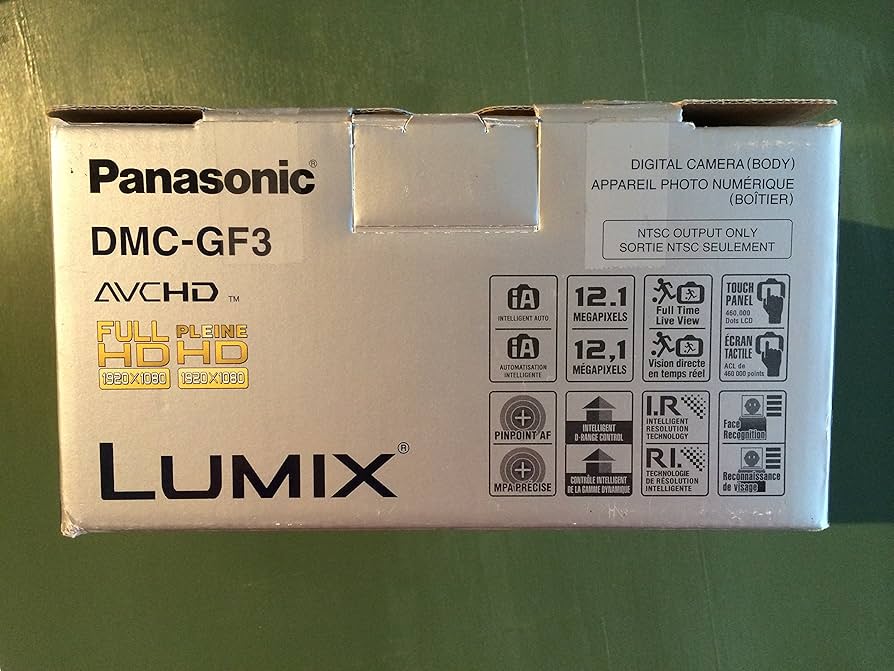 Panasonic®
DMC-GF3
AVCHD ™
FULL HD
1920×1080
PLEINE HD
1920×1080
LUMIX®
DIGITAL CAMERA (BODY)
APPAREIL PHOTO NUMÉRIQUE
(BOÎTIER)
NTSC OUTPUT ONLY
SORTIE NTSC SEULEMENT
iA
INTELLIGENT AUTO
12.1
MEGAPIXELS
Full Time
Live View
TOUCH
PANEL
460,000
Dots LCD
iA
AUTOMATISATION
INTELLIGENTE
12,1
MÉGAPIXELS
Vision directe
en temps réel
ÉCRAN
TACTILE
ACL de
460 000 points
PINPOINT AF
INTELLIGENT
D-RANGE CONTROL
I.R
INTELLIGENT
RESOLUTION
TECHNOLOGY
Face
Recognition
MPA PRÉCISE
CONTRÔLE INTELLIGENT
DE LA GAMME DYNAMIQUE
R.I.
TECHNOLOGIE
DE RÉSOLUTION
INTELLIGENTE
Reconnaissance
de visage